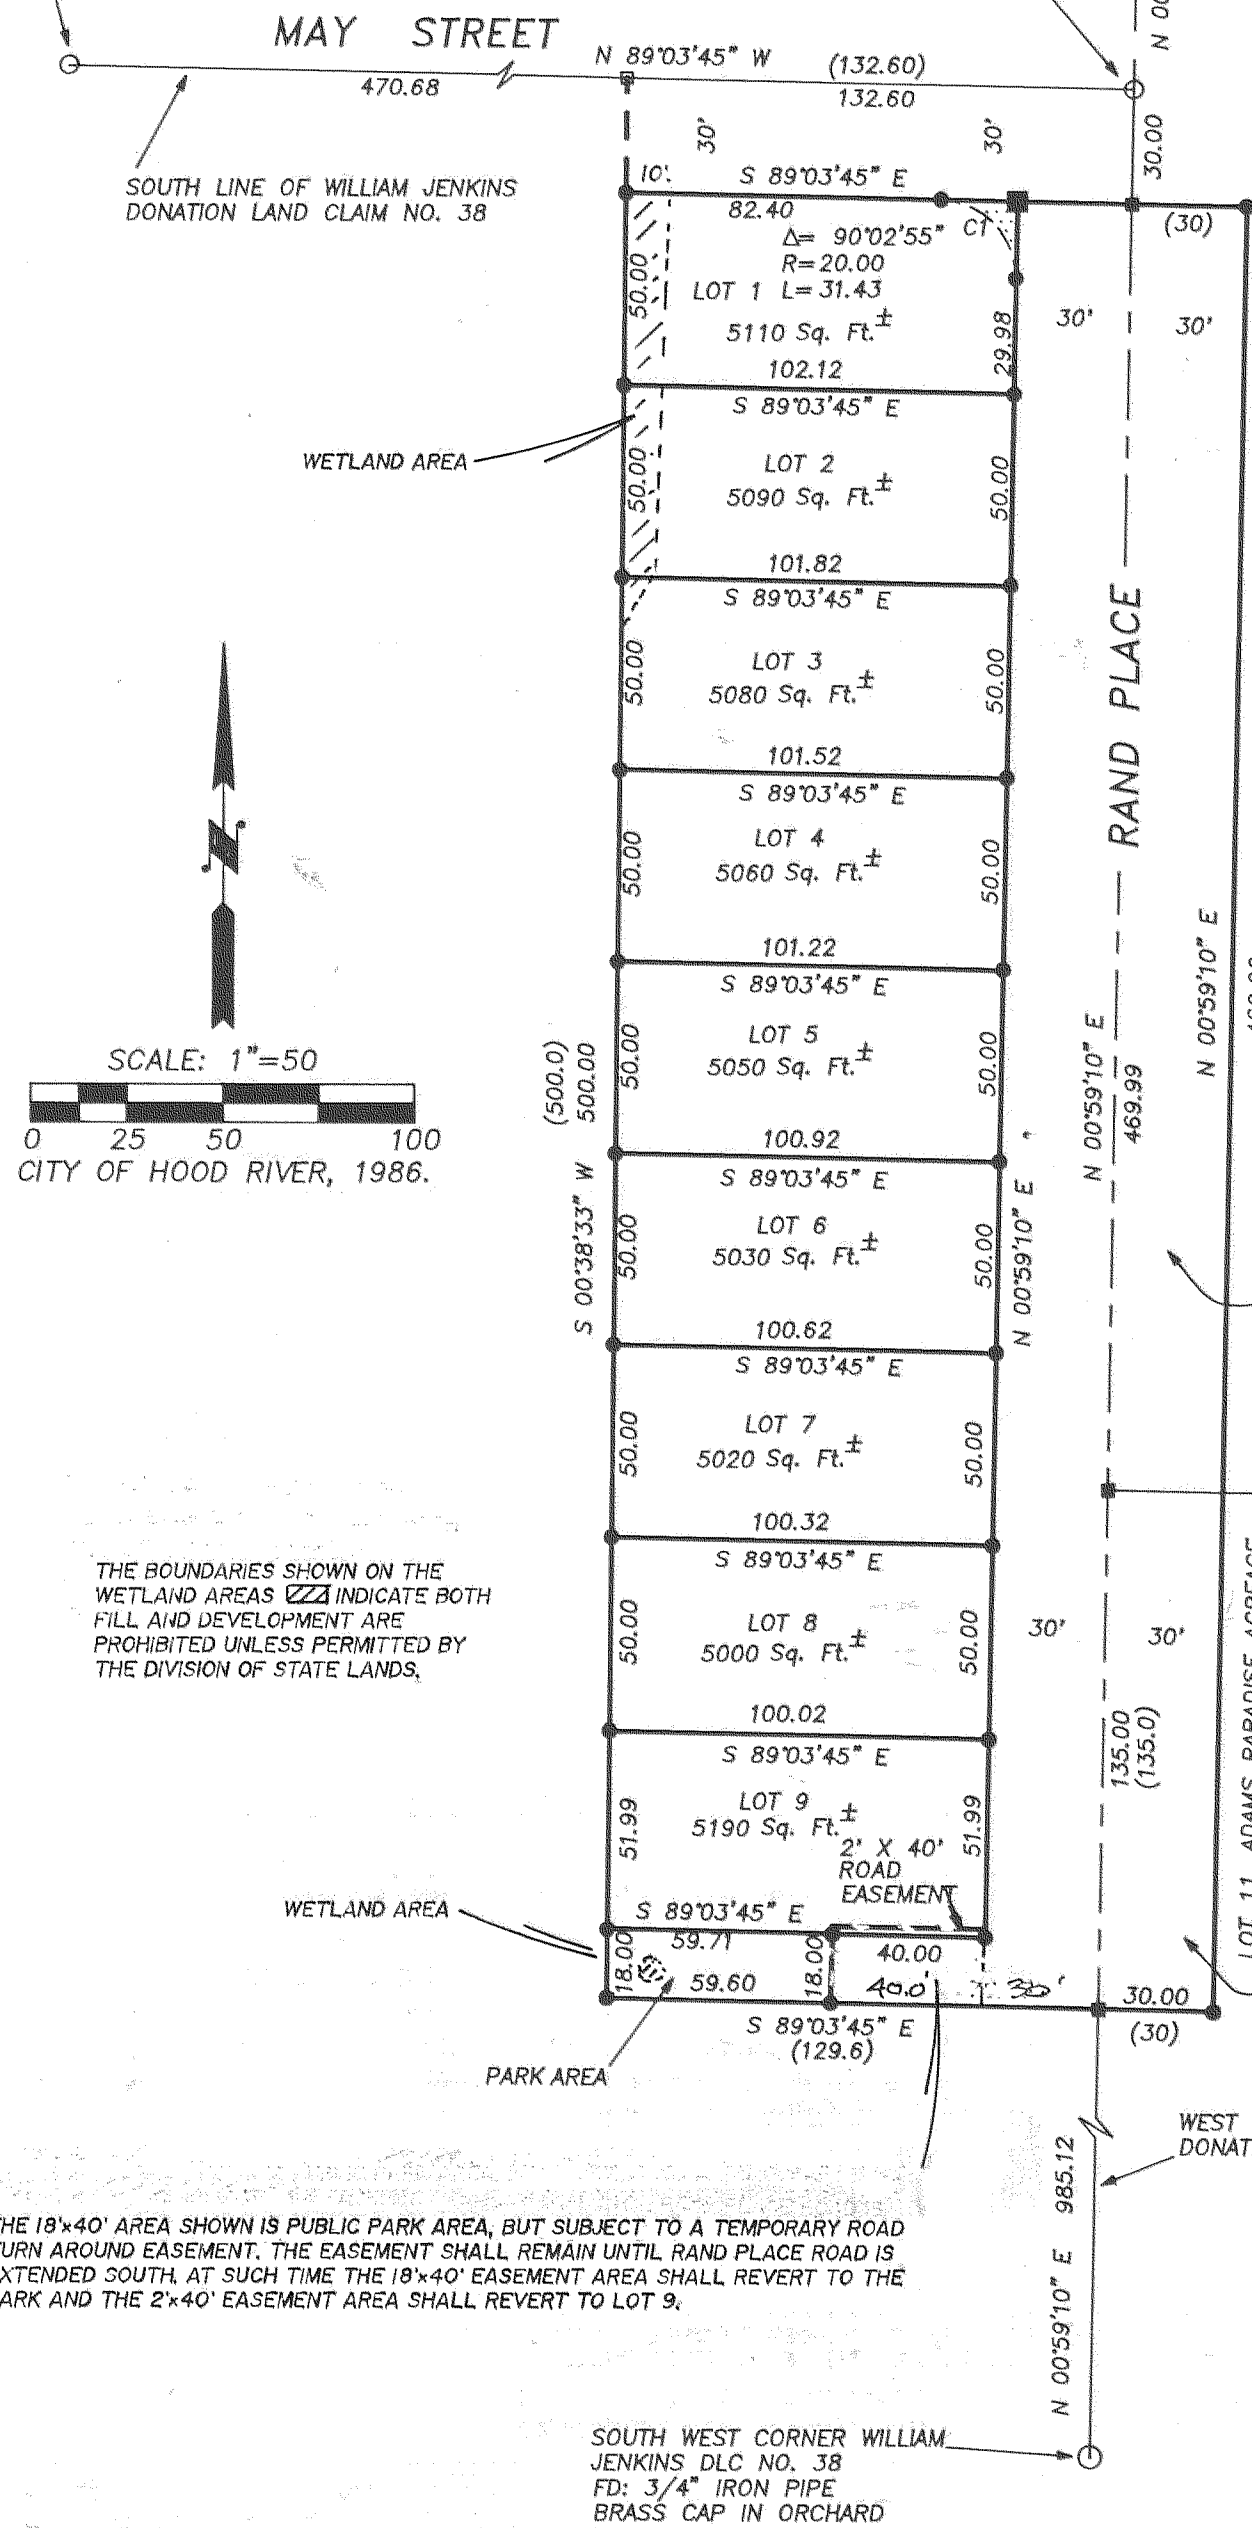 MAY STREET
N 89°03'45" W
(132.60)
470.68
132.60
N 00
30'
30'
30.00
SOUTH LINE OF WILLIAM JENKINS
DONATION LAND CLAIM NO. 38
10'
S 89°03'45" E
82.40
C1
(30)
Δ= 90°02'55"
R=20.00
LOT 1 L= 31.43
5110 Sq. Ft.±
50.00
29.98
30'
30'
102.12
S 89°03'45" E
WETLAND AREA
LOT 2
5090 Sq. Ft.±
50.00
50.00
101.82
S 89°03'45" E
LOT 3
5080 Sq. Ft.±
50.00
50.00
RAND PLACE
101.52
S 89°03'45" E
LOT 4
5060 Sq. Ft.±
50.00
50.00
101.22
S 89°03'45" E
LOT 5
5050 Sq. Ft.±
50.00
50.00
(500.0)
500.00
S 00°38'33" W
N 00°59'10" E
469.99
N 00°59'10" E
SCALE: 1"=50
0 25 50 100
CITY OF HOOD RIVER, 1986.
100.92
S 89°03'45" E
LOT 6
5030 Sq. Ft.±
50.00
50.00
N 00°59'10" E
100.62
S 89°03'45" E
LOT 7
5020 Sq. Ft.±
50.00
50.00
100.32
S 89°03'45" E
THE BOUNDARIES SHOWN ON THE
WETLAND AREAS INDICATE BOTH
FILL AND DEVELOPMENT ARE
PROHIBITED UNLESS PERMITTED BY
THE DIVISION OF STATE LANDS.
LOT 8
5000 Sq. Ft.±
50.00
50.00
30'
30'
100.02
S 89°03'45" E
135.00
(135.0)
LOT 11, ADAMS PARADISE ACREAGE
LOT 9
5190 Sq. Ft.±
51.99
51.99
2' X 40'
ROAD
EASEMENT
WETLAND AREA
S 89°03'45" E
59.71
40.00
18.00
18.00
59.60
40.0'
30'
30.00
(30)
S 89°03'45" E
(129.6)
PARK AREA
WEST
DONAT
N 00°59'10" E 985.12
HE 18'x40' AREA SHOWN IS PUBLIC PARK AREA, BUT SUBJECT TO A TEMPORARY ROAD
URN AROUND EASEMENT. THE EASEMENT SHALL REMAIN UNTIL RAND PLACE ROAD IS
XTENDED SOUTH. AT SUCH TIME THE 18'x40' EASEMENT AREA SHALL REVERT TO THE
ARK AND THE 2'x40' EASEMENT AREA SHALL REVERT TO LOT 9.
SOUTH WEST CORNER WILLIAM
JENKINS DLC NO. 38
FD: 3/4" IRON PIPE
BRASS CAP IN ORCHARD